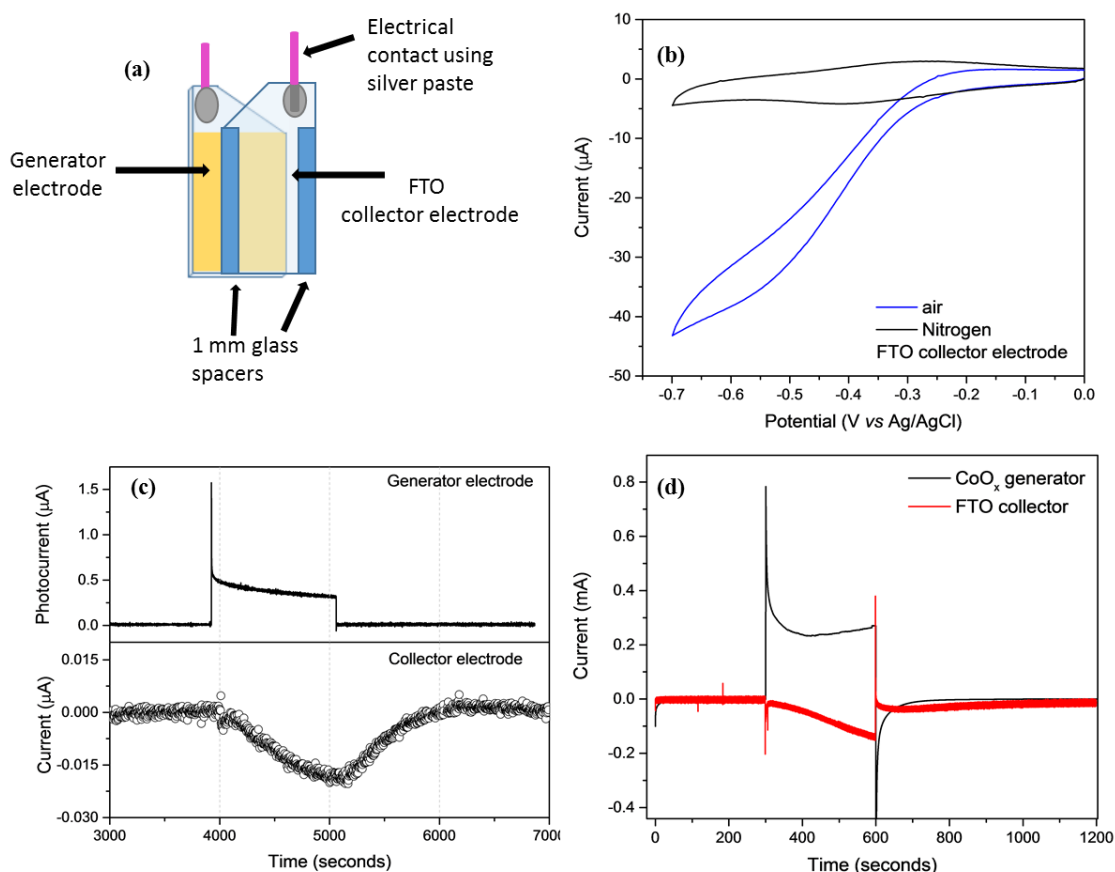 (a)
Electrical
contact using
silver paste
Generator
electrode
FTO
collector electrode
1 mm glass
spacers
(b)
Current (μA)
0
-10
-20
-30
-40
-50
air
Nitrogen
FTO collector electrode
-0.7 -0.6 -0.5 -0.4 -0.3 -0.2 -0.1 0.0
Potential (V vs Ag/AgCl)
(c)
Generator electrode
Photocurrent (μA)
1.5
1.0
0.5
0.0
Collector electrode
Current (μA)
0.015
0.000
-0.015
-0.030
3000 4000 5000 6000 7000
Time (seconds)
(d)
CoOx generator
FTO collector
Current (mA)
0.8
0.6
0.4
0.2
0.0
-0.2
-0.4
0 200 400 600 800 1000 1200
Time (seconds)